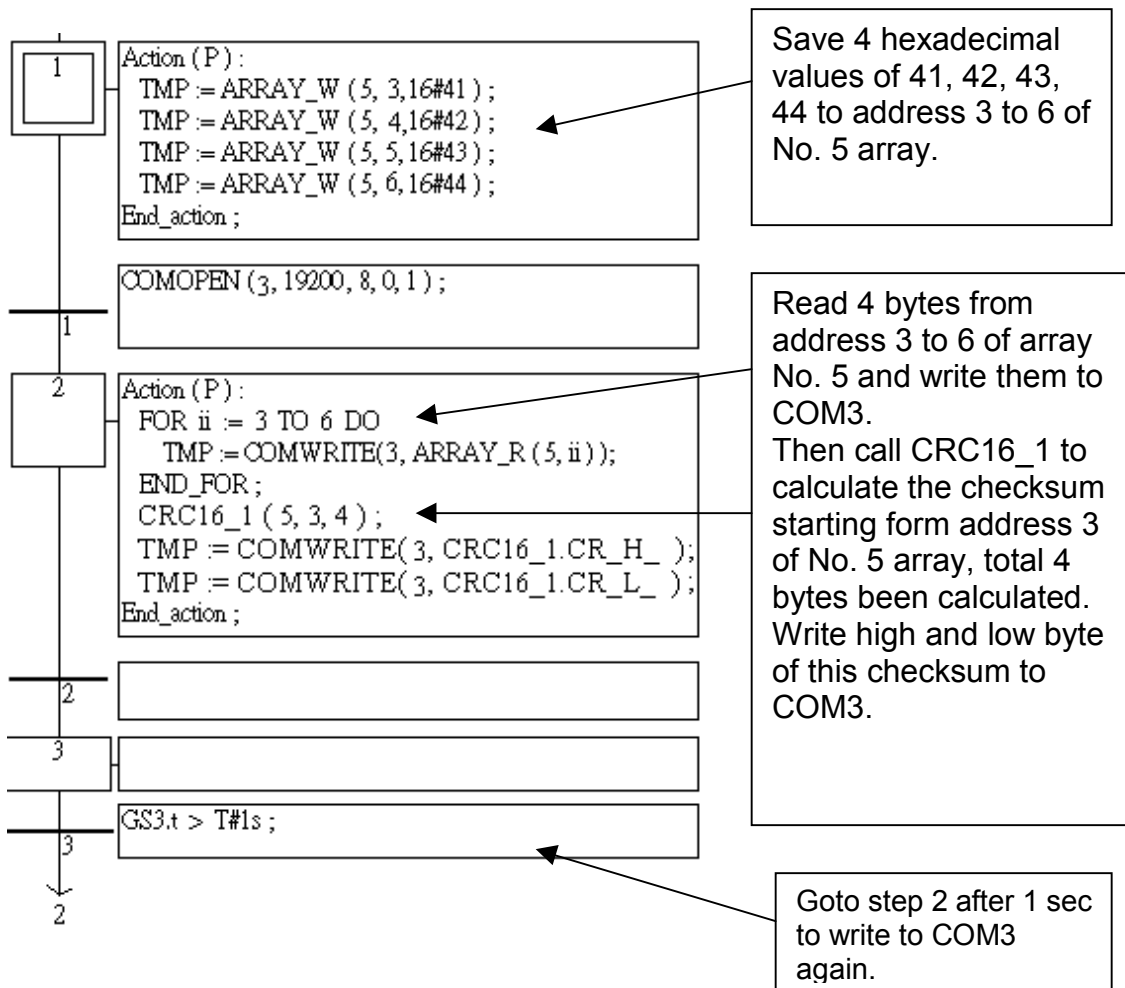 1
Action (P) :
TMP := ARRAY_W (5, 3,16#41) ;
TMP := ARRAY_W (5, 4,16#42) ;
TMP := ARRAY_W (5, 5,16#43) ;
TMP := ARRAY_W (5, 6,16#44) ;
End_action ;
Save 4 hexadecimal
values of 41, 42, 43,
44 to address 3 to 6 of
No. 5 array.
COMOPEN (3, 19200, 8, 0, 1) ;
1
2
Action (P) :
FOR ii := 3 TO 6 DO
TMP := COMWRITE(3, ARRAY_R (5, ii));
END_FOR ;
CRC16_1 ( 5, 3, 4 ) ;
TMP := COMWRITE( 3, CRC16_1.CR_H_ );
TMP := COMWRITE( 3, CRC16_1.CR_L_ );
End_action ;
Read 4 bytes from
address 3 to 6 of array
No. 5 and write them to
COM3.
Then call CRC16_1 to
calculate the checksum
starting form address 3
of No. 5 array, total 4
bytes been calculated.
Write high and low byte
of this checksum to
COM3.
2
3
GS3.t > T#1s ;
3
2
Goto step 2 after 1 sec
to write to COM3
again.